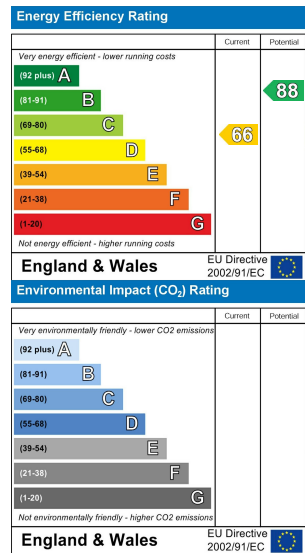 Energy Efficiency Rating
Current Potential
Very energy efficient - lower running costs
(92 plus) A
(81-91) B
88
(69-80) C
66
(55-68) D
(39-54) E
(21-38) F
(1-20) G
Not energy efficient - higher running costs
England & Wales
EU Directive
2002/91/EC
Environmental Impact (CO₂) Rating
Current Potential
Very environmentally friendly - lower CO2 emissions
(92 plus) A
(81-91) B
(69-80) C
(55-68) D
(39-54) E
(21-38) F
(1-20) G
Not environmentally friendly - higher CO2 emissions
England & Wales
EU Directive
2002/91/EC